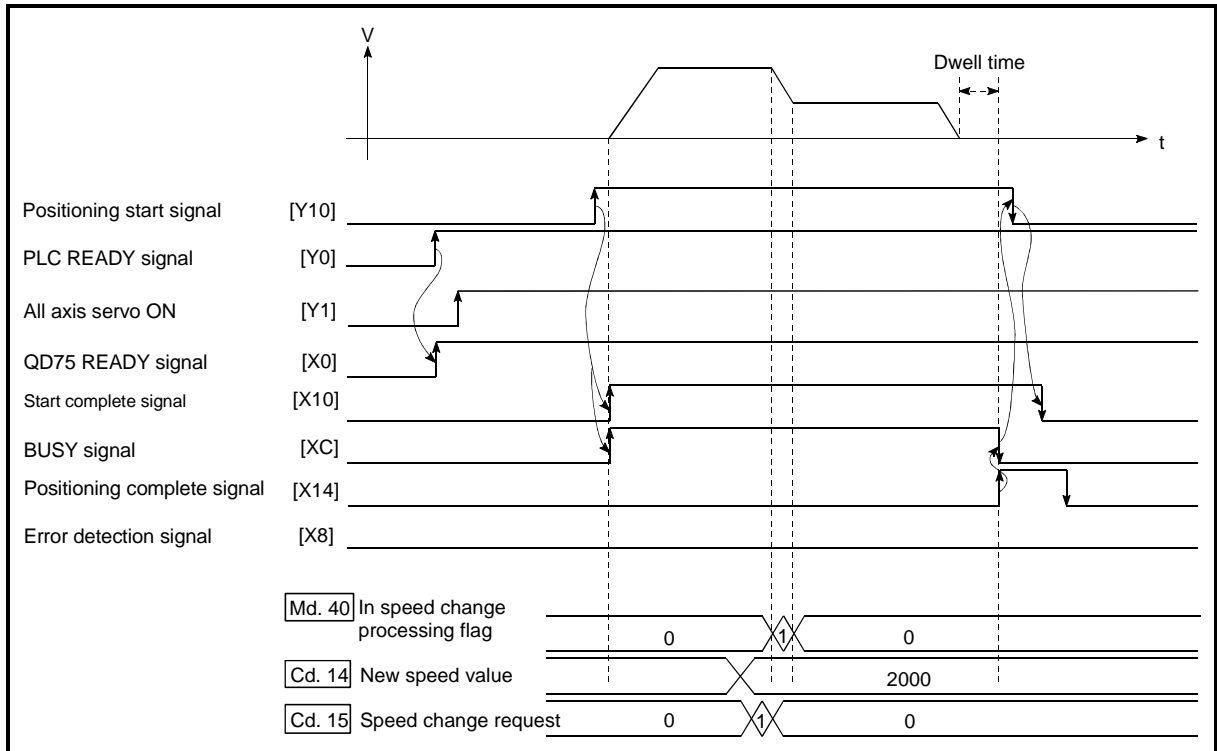 V
Dwell time
t
Positioning start signal [Y10]
PLC READY signal [Y0]
All axis servo ON [Y1]
QD75 READY signal [X0]
Start complete signal [X10]
BUSY signal [XC]
Positioning complete signal [X14]
Error detection signal [X8]
Md. 40 In speed change
processing flag
0 1 0
Cd. 14 New speed value 2000
Cd. 15 Speed change request 0 1 0